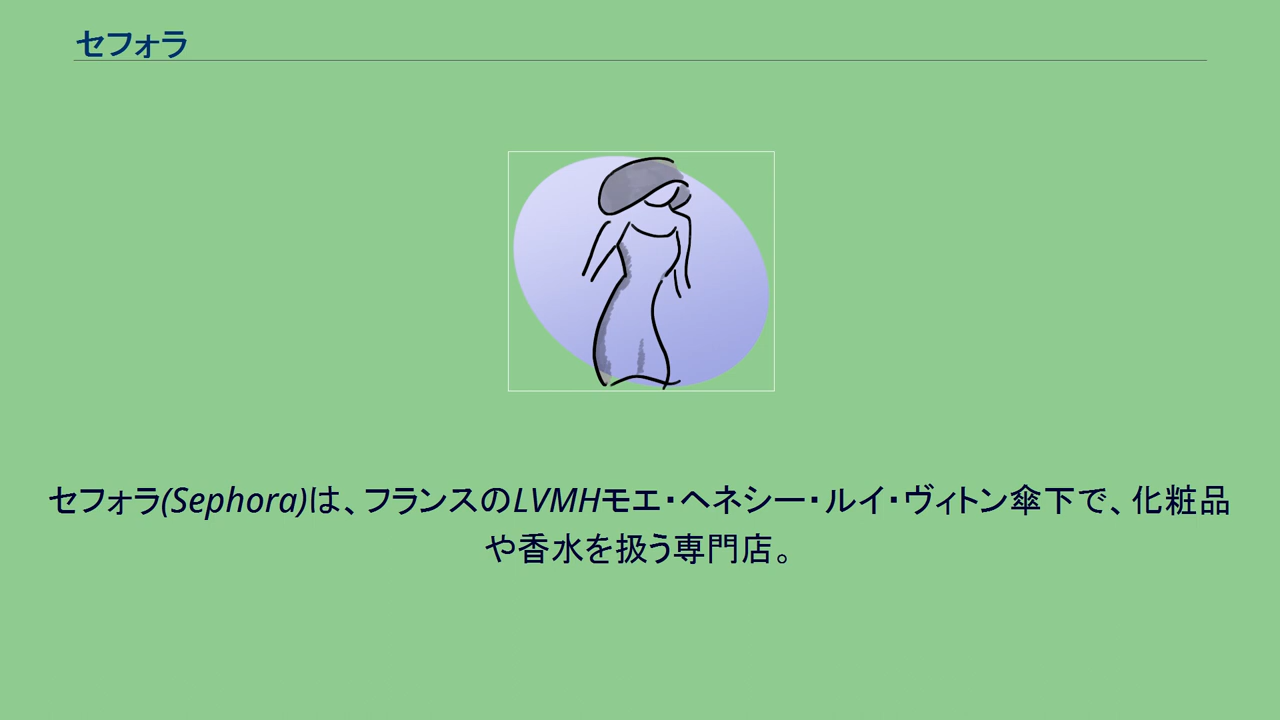 セフォラ
セフォラ(Sephora)は、フランスのLVMHモエ・ヘネシー・ルイ・ヴィトン傘下で、化粧品
や香水を扱う専門店。